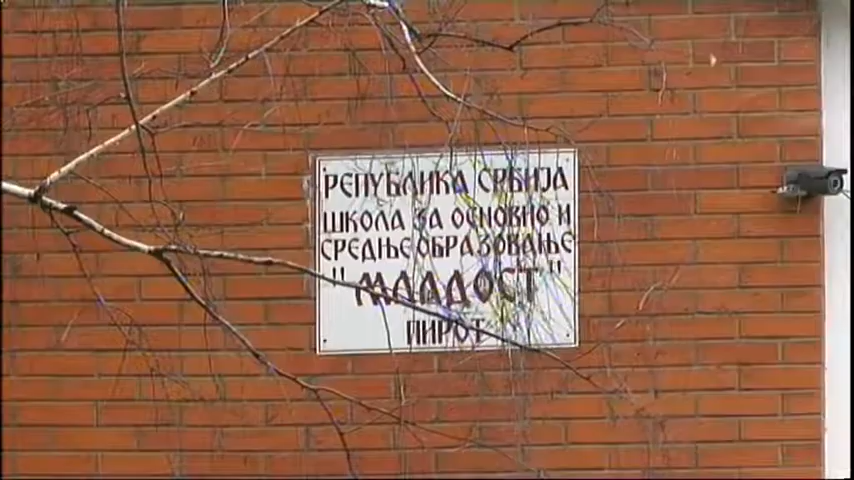 РЕПУБЛИКА СРБИЈА
ШКОЛА ЗА ОСНОВНО И
СРЕДЊЕ ОБРАЗОВАЊЕ
"МЛАДОСТ"
ПИРОТ